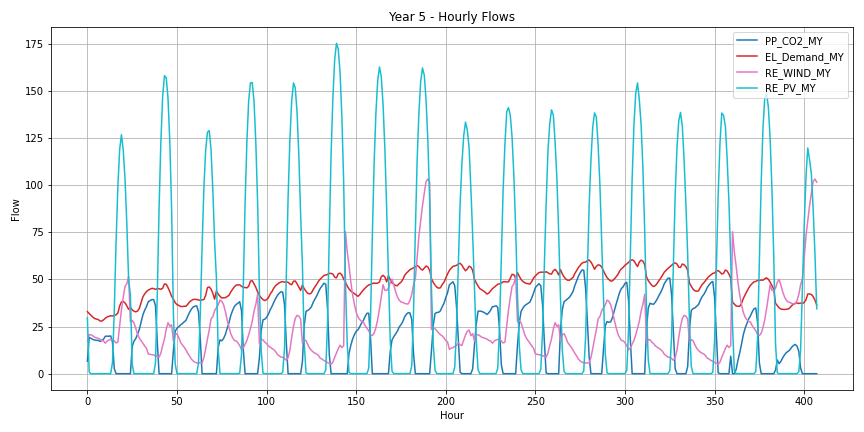 Year 5 - Hourly Flows
PP_CO2_MY
EL_Demand_MY
RE_WIND_MY
RE_PV_MY
175
150
125
100
75
50
25
0
Flow
0
50
100
150
200
250
300
350
400
Hour